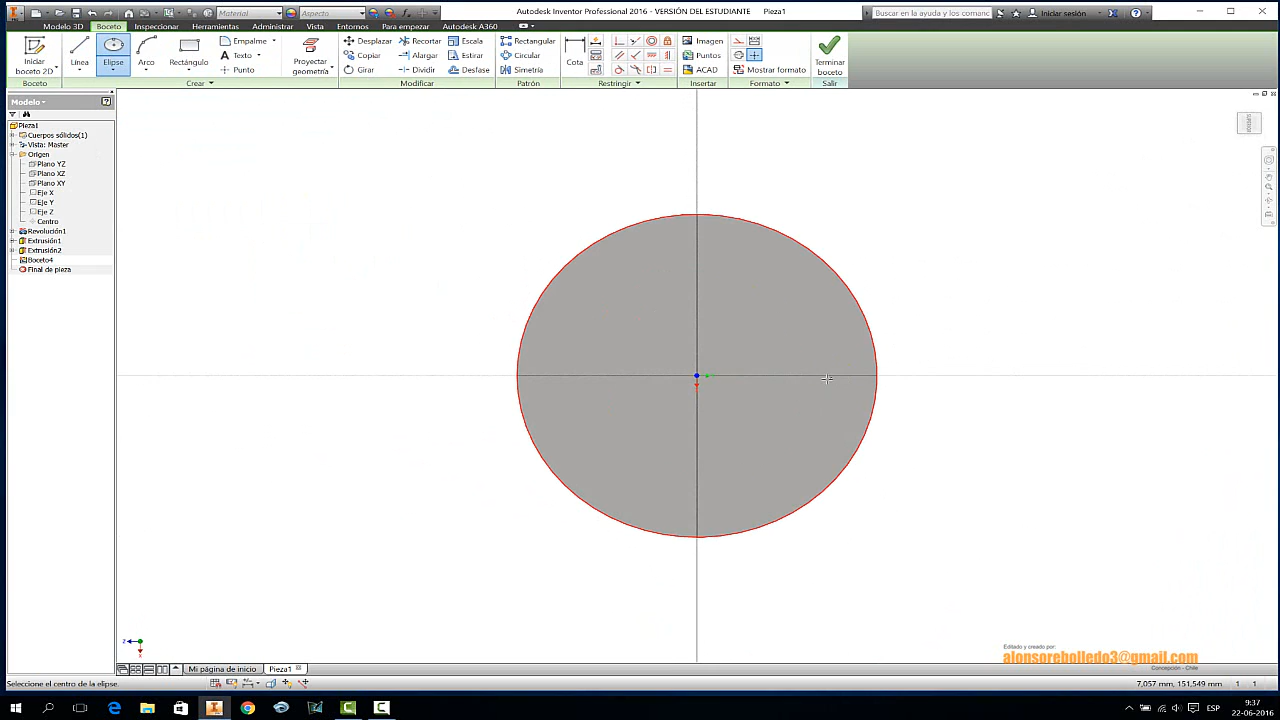 Material
Aspecto
Autodesk Inventor Professional 2016 - VERSIÓN DEL ESTUDIANTE Pieza1
Buscar en la ayuda y los comanc
Iniciar sesión
Modelo 3D
Boceto
Inspeccionar
Herramientas
Administrar
Vista
Entornos
Para empezar
Autodesk A360
Iniciar
boceto 2D
Línea
Elipse
Arco
Rectángulo
Empalme
Texto
Punto
Proyectar
geometría
Desplazar
Copiar
Girar
Recortar
Alargar
Dividir
Escala
Estirar
Desfase
Rectangular
Circular
Simetría
Cota
Imagen
Puntos
ACAD
Mostrar formato
Terminar
boceto
Boceto
Crear
Modificar
Patrón
Restringir
Insertar
Formato
Salir
Modelo
Pieza1
Cuerpos sólidos(1)
Vista: Master
Origen
Plano YZ
Plano XZ
Plano XY
Eje X
Eje Y
Eje Z
Centro
Revolución1
Extrusión1
Extrusión2
Boceto4
Final de pieza
z
x
Editado y creado por:
alonsorebolledo3@gmail.com
Concepción - Chile
Mi página de inicio
Pieza1
Seleccione el centro de la elipse.
7,057 mm, 151,549 mm
1
1
ESP
9:37
22-06-2016